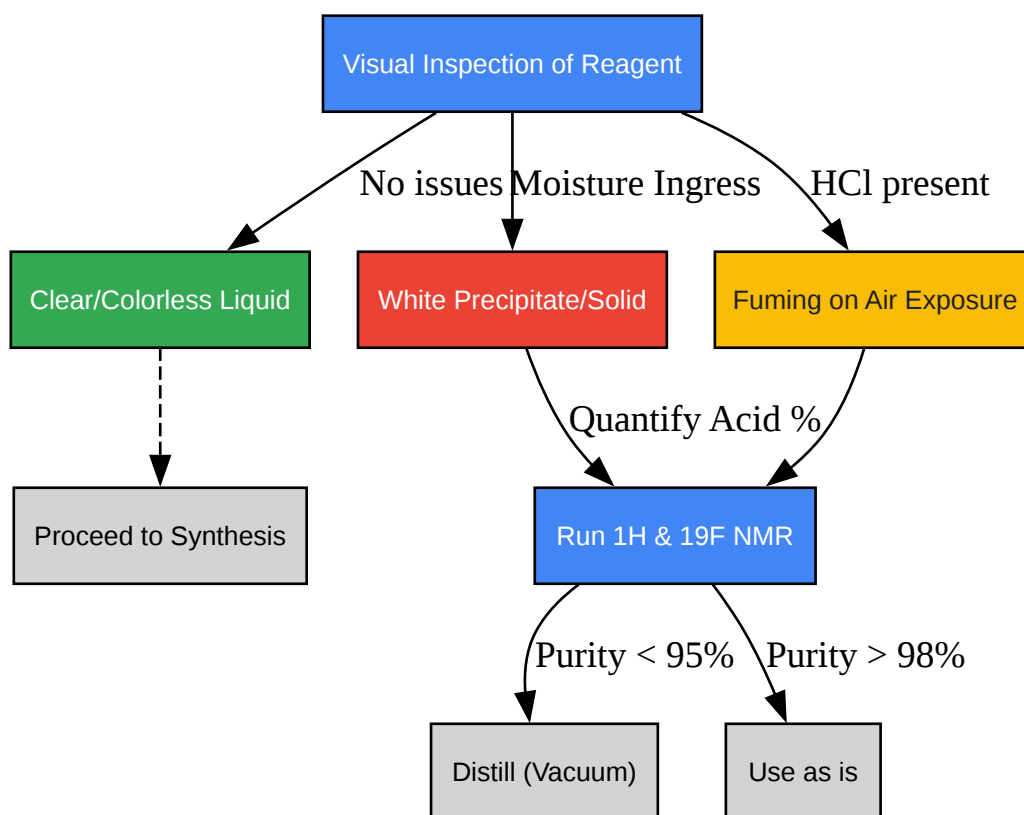 Visual Inspection of Reagent
No issues
Moisture Ingress
HCl present
Clear/Colorless Liquid
White Precipitate/Solid
Fuming on Air Exposure
Quantify Acid %
Proceed to Synthesis
Run 1H & 19F NMR
Purity < 95%
Purity > 98%
Distill (Vacuum)
Use as is